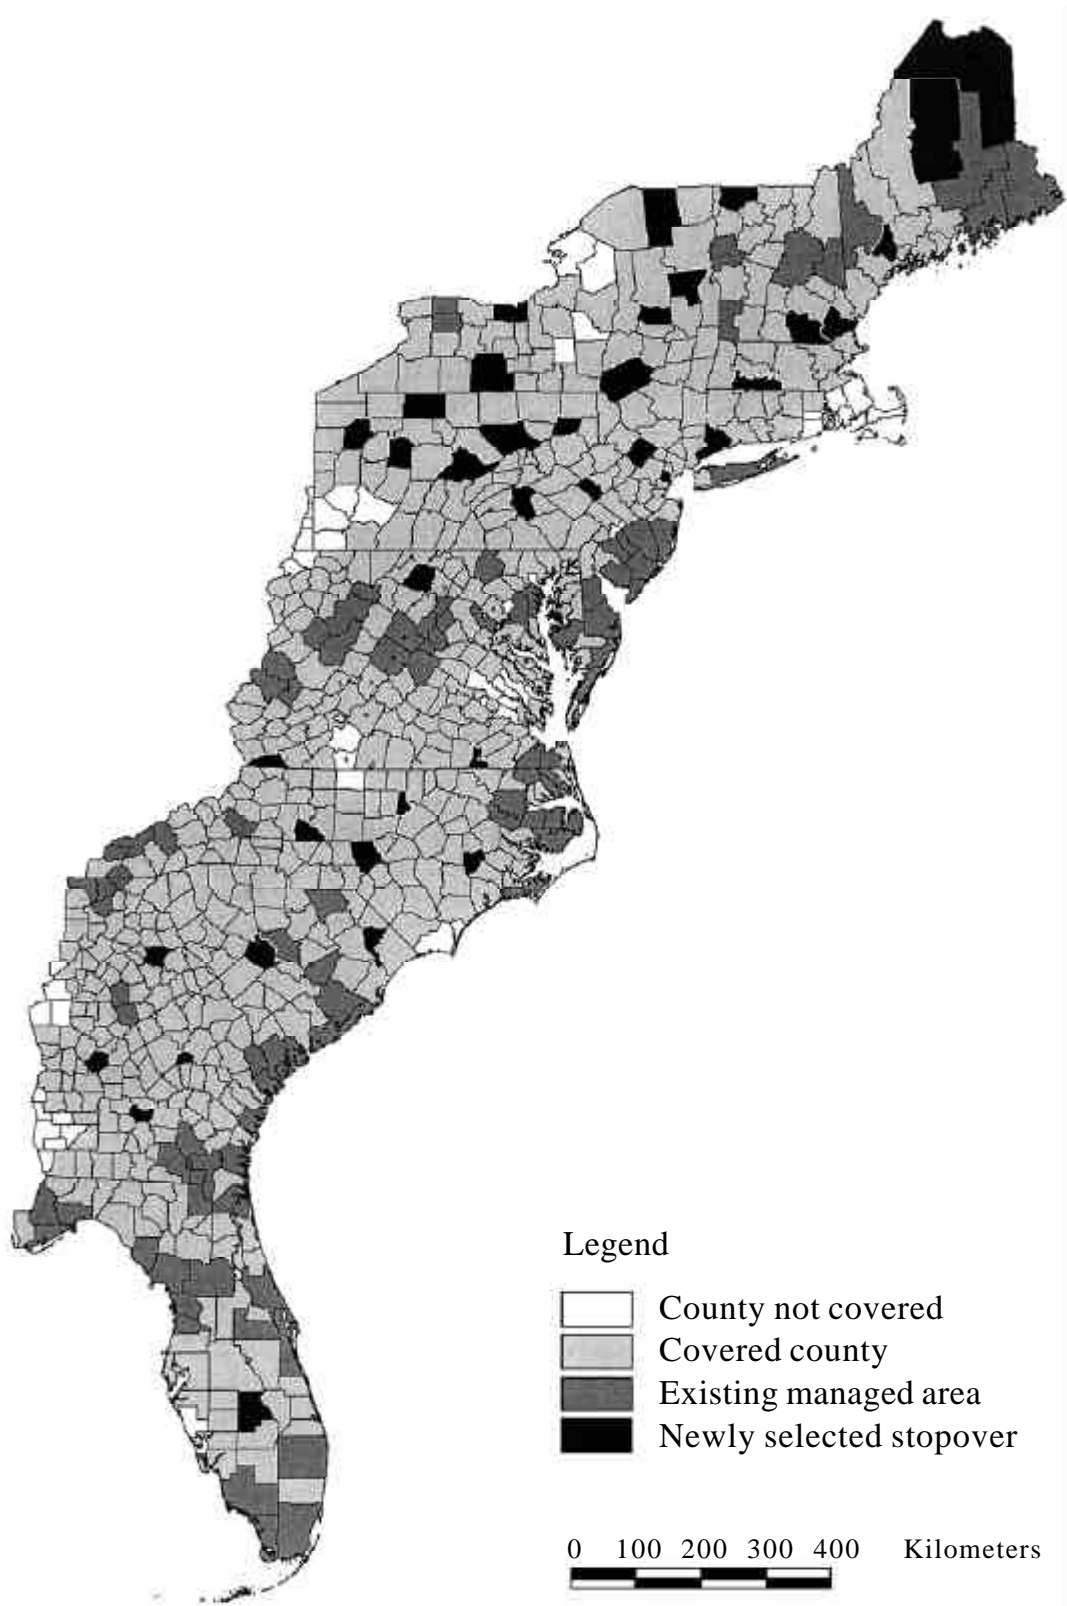 Legend
County not covered
Covered county
Existing managed area
Newly selected stopover
0 100 200 300 400 Kilometers